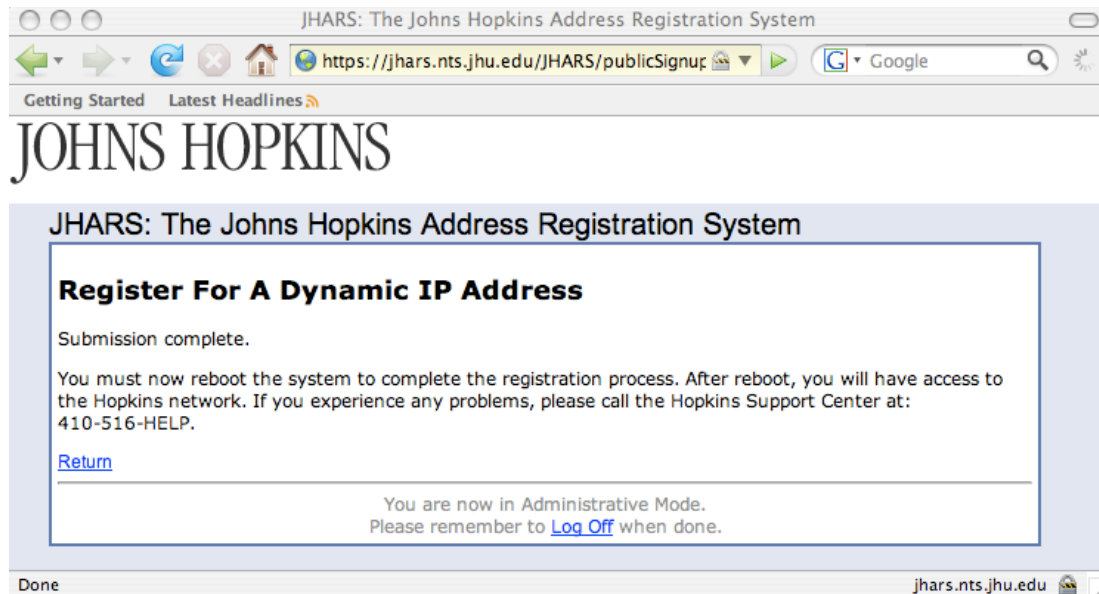 JHARS: The Johns Hopkins Address Registration System
https://jhars.nts.jhu.edu/JHARS/publicSignup
G Google
Getting Started Latest Headlines
JOHNS HOPKINS
JHARS: The Johns Hopkins Address Registration System
Register For A Dynamic IP Address
Submission complete.
You must now reboot the system to complete the registration process. After reboot, you will have access to
the Hopkins network. If you experience any problems, please call the Hopkins Support Center at:
410-516-HELP.
Return
You are now in Administrative Mode.
Please remember to Log Off when done.
Done jhars.nts.jhu.edu